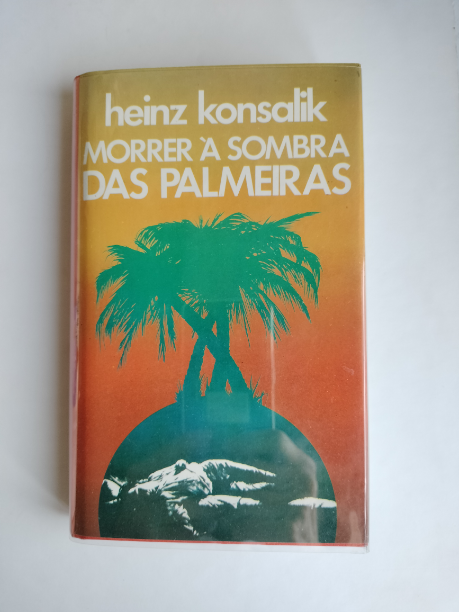 heinz konsalik
MORRER À SOMBRA
DAS PALMEIRAS